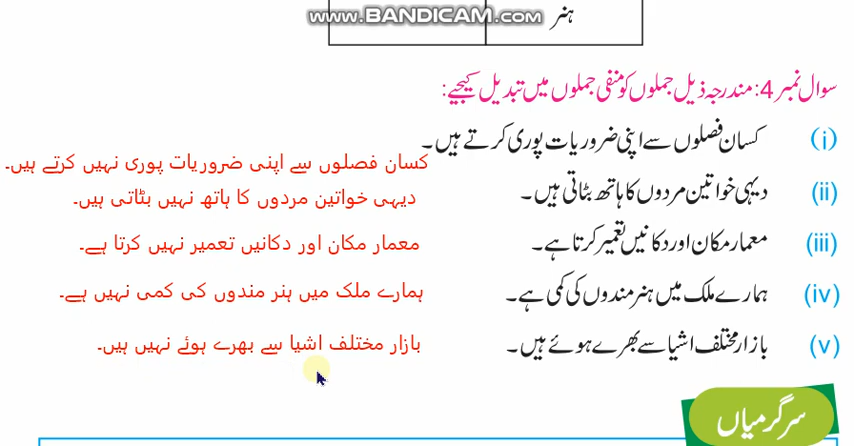 www.BANDICAM.com
ہنر
سوال نمبر 4: مندرجہ ذیل جملوں کو منفی جملوں میں تبدیل کیجیے:
(i) کسان فصلوں سے اپنی ضروریات پوری کرتے ہیں۔
کسان فصلوں سے اپنی ضروریات پوری نہیں کرتے ہیں۔
(ii) دیہی خواتین مردوں کا ہاتھ بٹاتی ہیں۔
دیہی خواتین مردوں کا ہاتھ نہیں بٹاتی ہیں۔
(iii) معمار مکان اور دکانیں تعمیر کرتا ہے۔
معمار مکان اور دکانیں تعمیر نہیں کرتا ہے۔
(iv) ہمارے ملک میں ہنر مندوں کی کمی ہے۔
ہمارے ملک میں ہنر مندوں کی کمی نہیں ہے۔
(v) بازار مختلف اشیا سے بھرے ہوئے ہیں۔
بازار مختلف اشیا سے بھرے ہوئے نہیں ہیں۔
سرگرمیاں